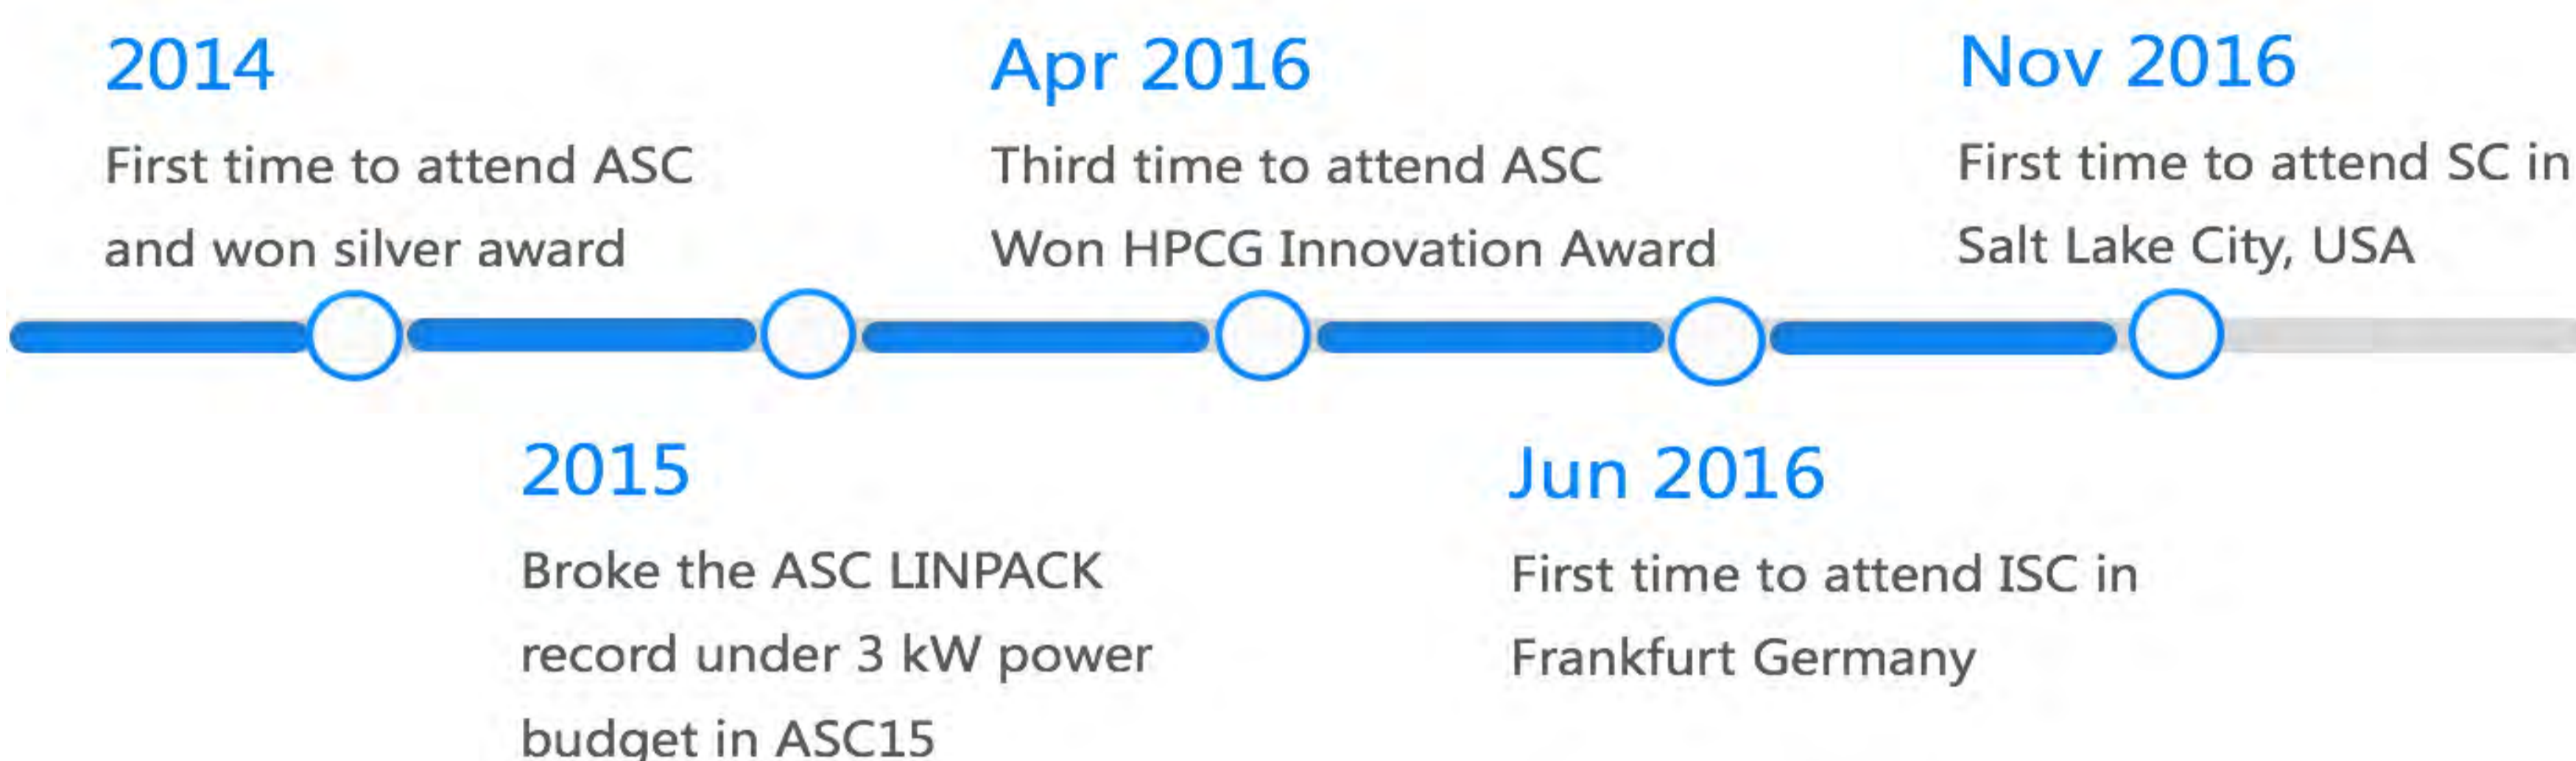 2014
First time to attend ASC
and won silver award
2015
Broke the ASC LINPACK
record under 3 kW power
budget in ASC15
Apr 2016
Third time to attend ASC
Won HPCG Innovation Award
Jun 2016
First time to attend ISC in
Frankfurt Germany
Nov 2016
First time to attend SC in
Salt Lake City, USA